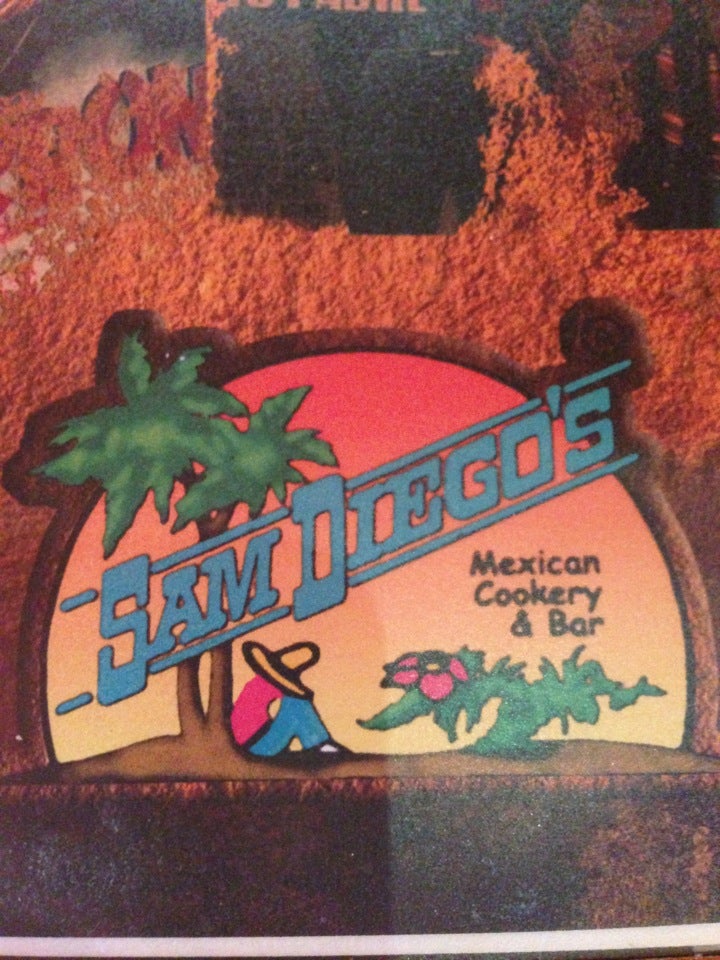 SAM DIEGO'S
Mexican
Cookery
& Bar